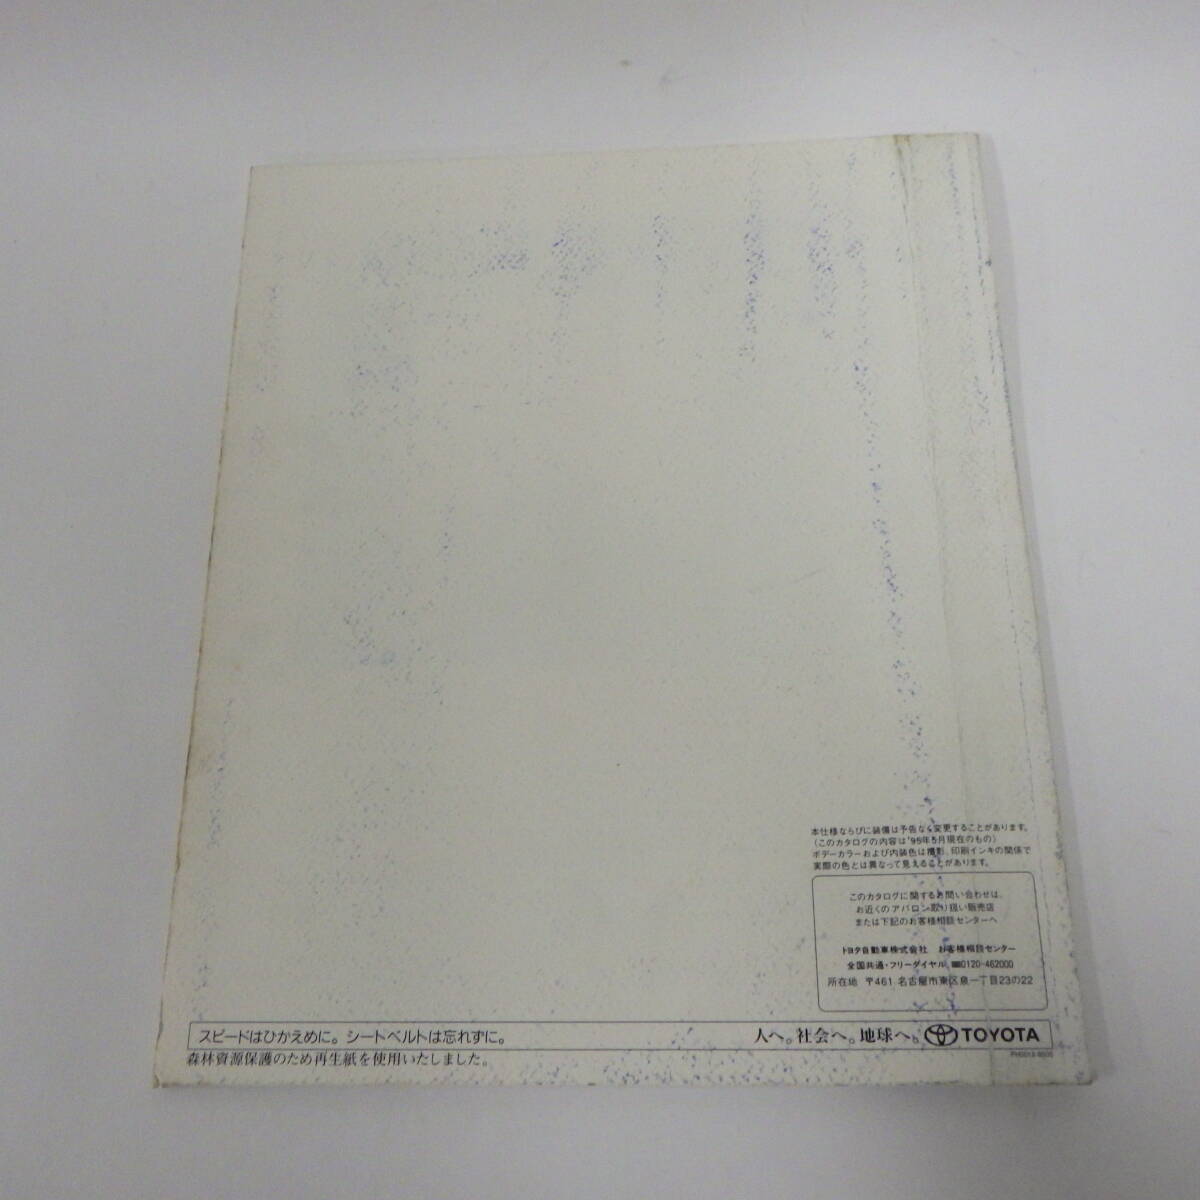 本仕様ならびに装備は予告なく変更することがあります。
(このカタログの内容は'95年5月現在のもの)
ボデーカラーおよび内装色は撮影、印刷インキの関係で
実際の色とは異なって見えることがあります。
このカタログに関するお問い合わせは、
お近くのアバロン取り扱い販売店
または下記のお客様相談センターへ
トヨタ自動車株式会社 お客様相談センター
全国共通・フリーダイヤル ☎0120-462000
所在地 〒461 名古屋市東区泉一丁目23の22
スピードはひかえめに。シートベルトは忘れずに。
人へ。社会へ。地球へ。 TOYOTA
森林資源保護のため再生紙を使用いたしました。